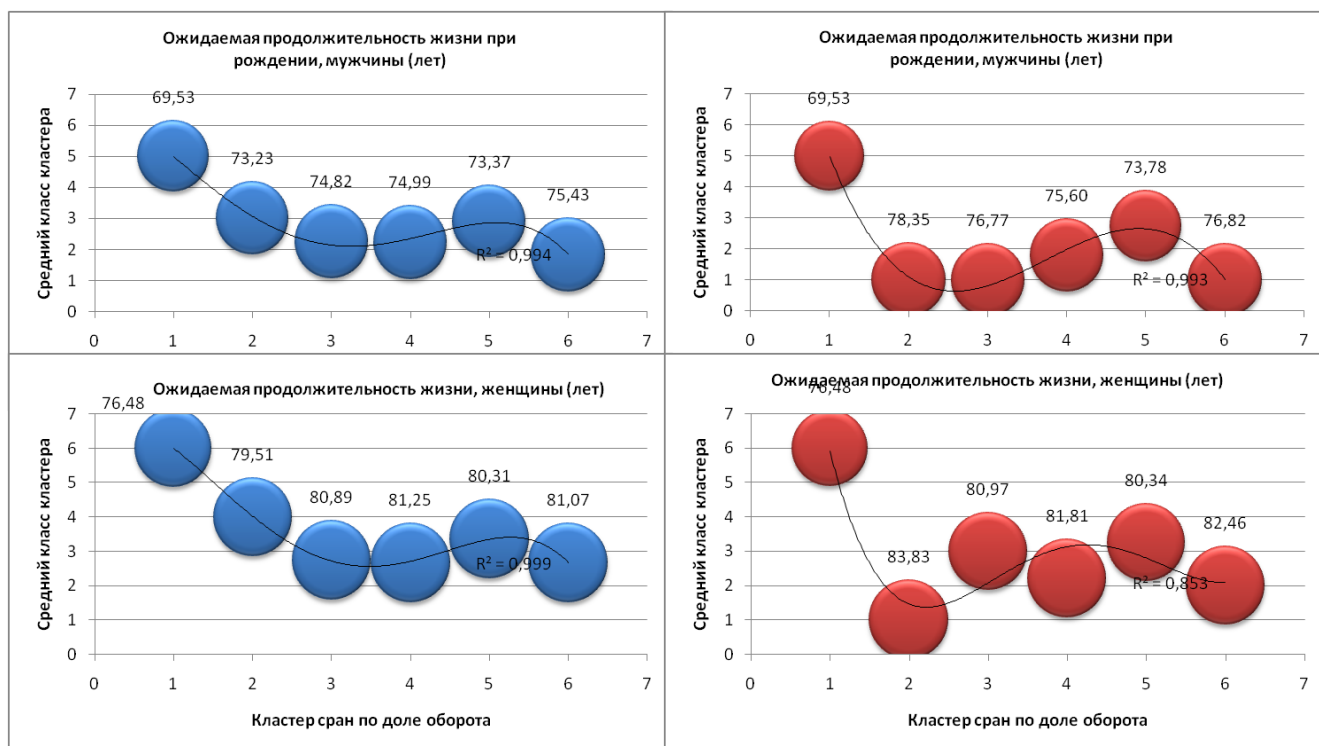 Ожидаемая продолжительность жизни при
рождении, мужчины (лет)
Средний класс кластера
7
6
5
4
3
2
1
0
69,53
73,23
74,82
74,99
73,37
75,43
R² = 0,994
0 1 2 3 4 5 6 7
Ожидаемая продолжительность жизни при
рождении, мужчины (лет)
Средний класс кластера
7
6
5
4
3
2
1
0
69,53
78,35
76,77
75,60
73,78
76,82
R² = 0,993
0 1 2 3 4 5 6 7
Ожидаемая продолжительность жизни, женщины (лет)
Средний класс кластера
7
6
5
4
3
2
1
0
76,48
79,51
80,89
81,25
80,31
81,07
R² = 0,999
0 1 2 3 4 5 6 7
Кластер сран по доле оборота
Ожидаемая продолжительность жизни, женщины (лет)
Средний класс кластера
7
6
5
4
3
2
1
0
76,48
83,83
80,97
81,81
80,34
82,46
R² = 0,853
0 1 2 3 4 5 6 7
Кластер сран по доле оборота